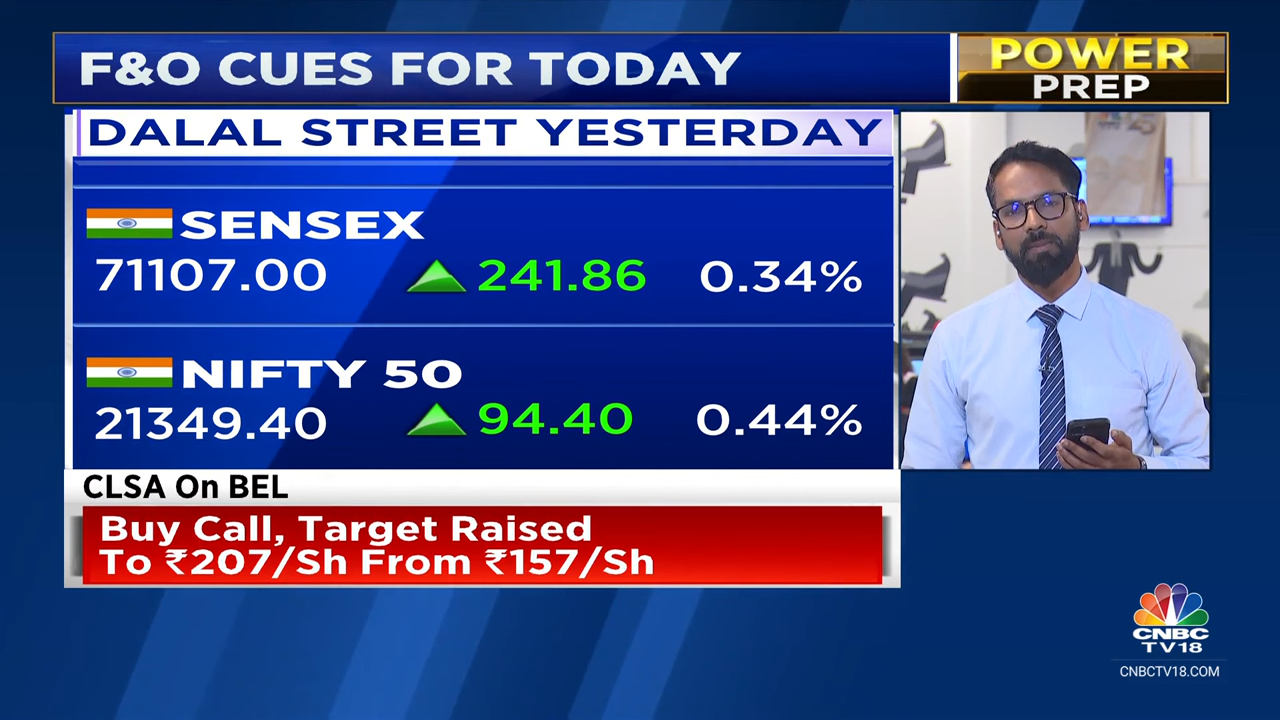 F&O CUES FOR TODAY
POWER
PREP
DALAL STREET YESTERDAY
SENSEX
71107.00 241.86 0.34%
NIFTY 50
21349.40 94.40 0.44%
CLSA On BEL
Buy Call, Target Raised
To ₹207/Sh From ₹157/Sh
CNBC
TV18
CNBCTV18.COM